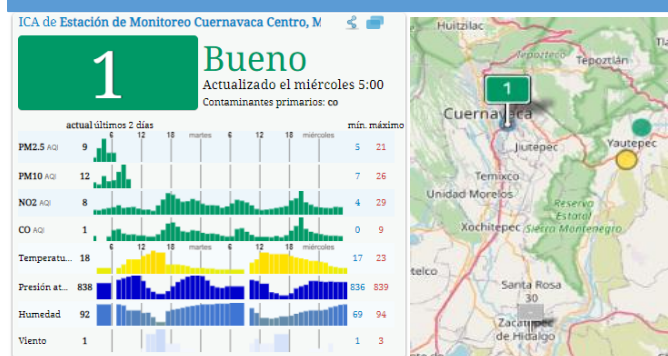 ICA de Estación de Monitoreo Cuernavaca Centro, M
1
Bueno
Actualizado el miércoles 5:00
Contaminantes primarios: co
actual últimos 2 días mín. máximo
6 12 18 martes 6 12 18 miércoles
PM2.5 AQI 9 5 21
PM10 AQI 12 7 26
NO2 AQI 8 4 29
CO AQI 1 0 9
6 12 18 martes 6 12 18 miércoles
Temperatu... 18 17 23
Presión at... 838 836 839
Humedad 92 69 94
Viento 1 1 3
Huitzilac
Tepozteco
Tepoztlán
Tla
1
Cuernavaca
Jiutepec
Yautepec
Temixco
Unidad Morelos
Reserva
Estatal
Sierra Montenegro
Xochitepec
telco
Santa Rosa
30
Zacatepec
de Hidalgo